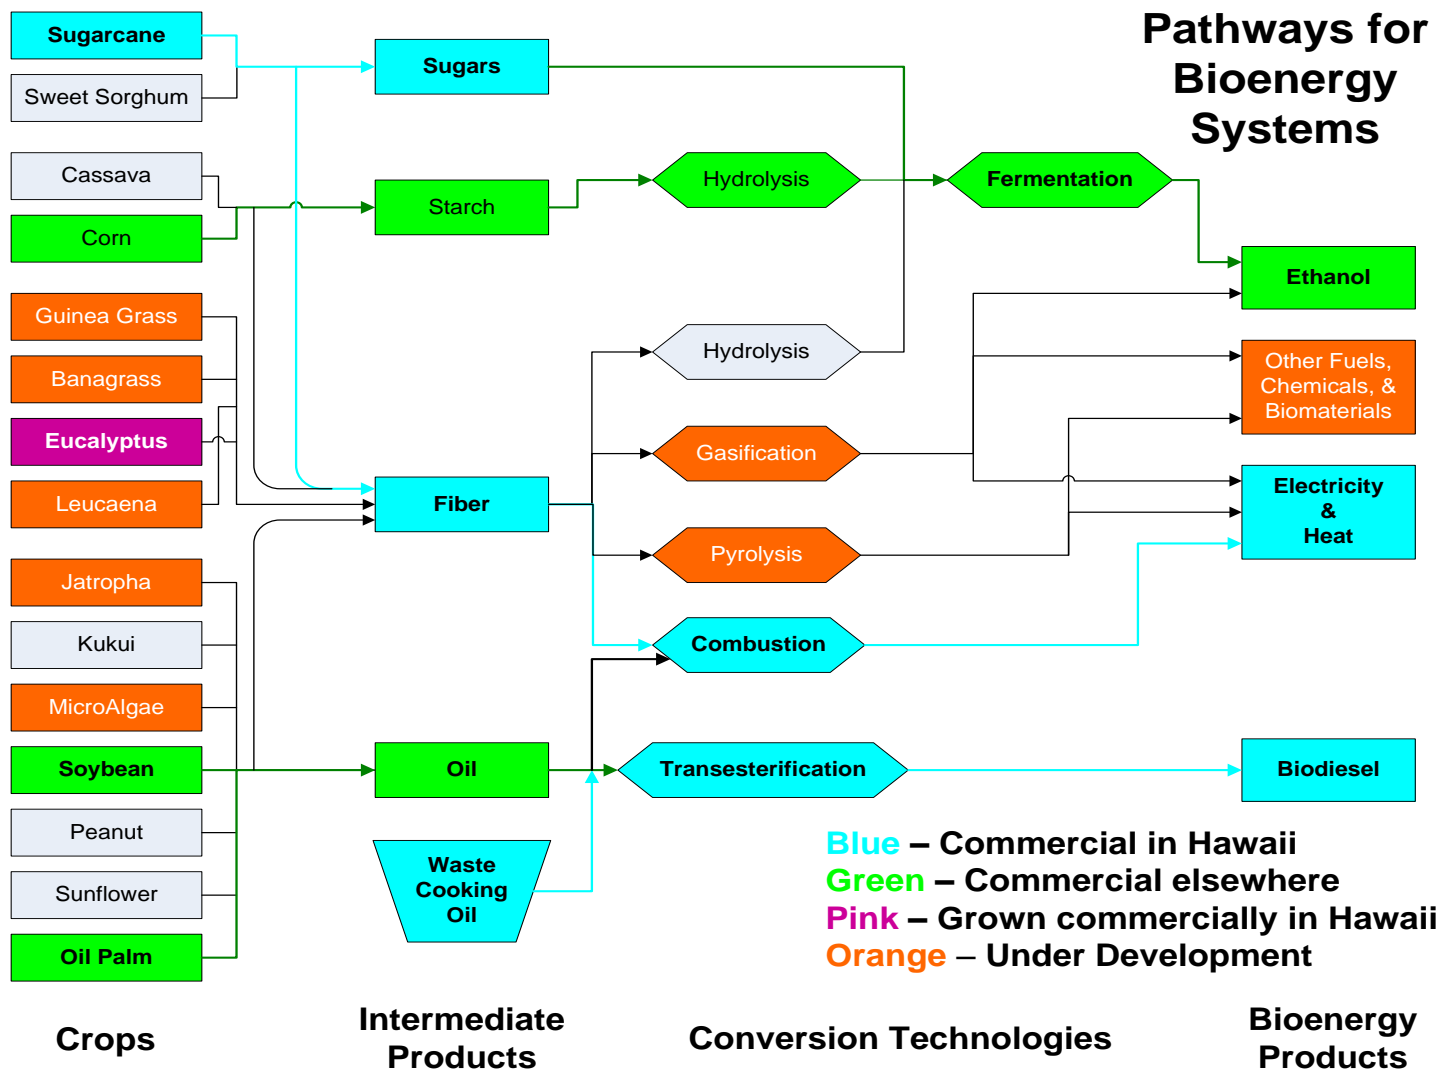 Pathways for
Bioenergy
Systems
Sugarcane
Sweet Sorghum
Cassava
Corn
Guinea Grass
Banagrass
Eucalyptus
Leucaena
Jatropha
Kukui
MicroAlgae
Soybean
Peanut
Sunflower
Oil Palm
Sugars
Starch
Fiber
Oil
Waste
Cooking
Oil
Hydrolysis
Fermentation
Hydrolysis
Gasification
Pyrolysis
Combustion
Transesterification
Ethanol
Other Fuels,
Chemicals, &
Biomaterials
Electricity
&
Heat
Biodiesel
Blue – Commercial in Hawaii
Green – Commercial elsewhere
Pink – Grown commercially in Hawaii
Orange – Under Development
Crops
Intermediate
Products
Conversion Technologies
Bioenergy
Products